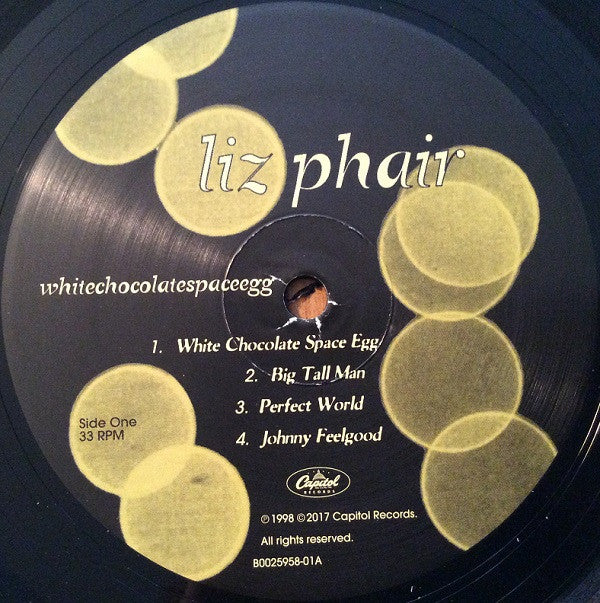 liz phair
whitechocolatespaceegg
1. White Chocolate Space Egg
2. Big Tall Man
3. Perfect World
4. Johnny Feelgood
Side One
33 RPM
Capitol
RECORDS
℗ 1998 © 2017 Capitol Records.
All rights reserved.
B0025958-01A